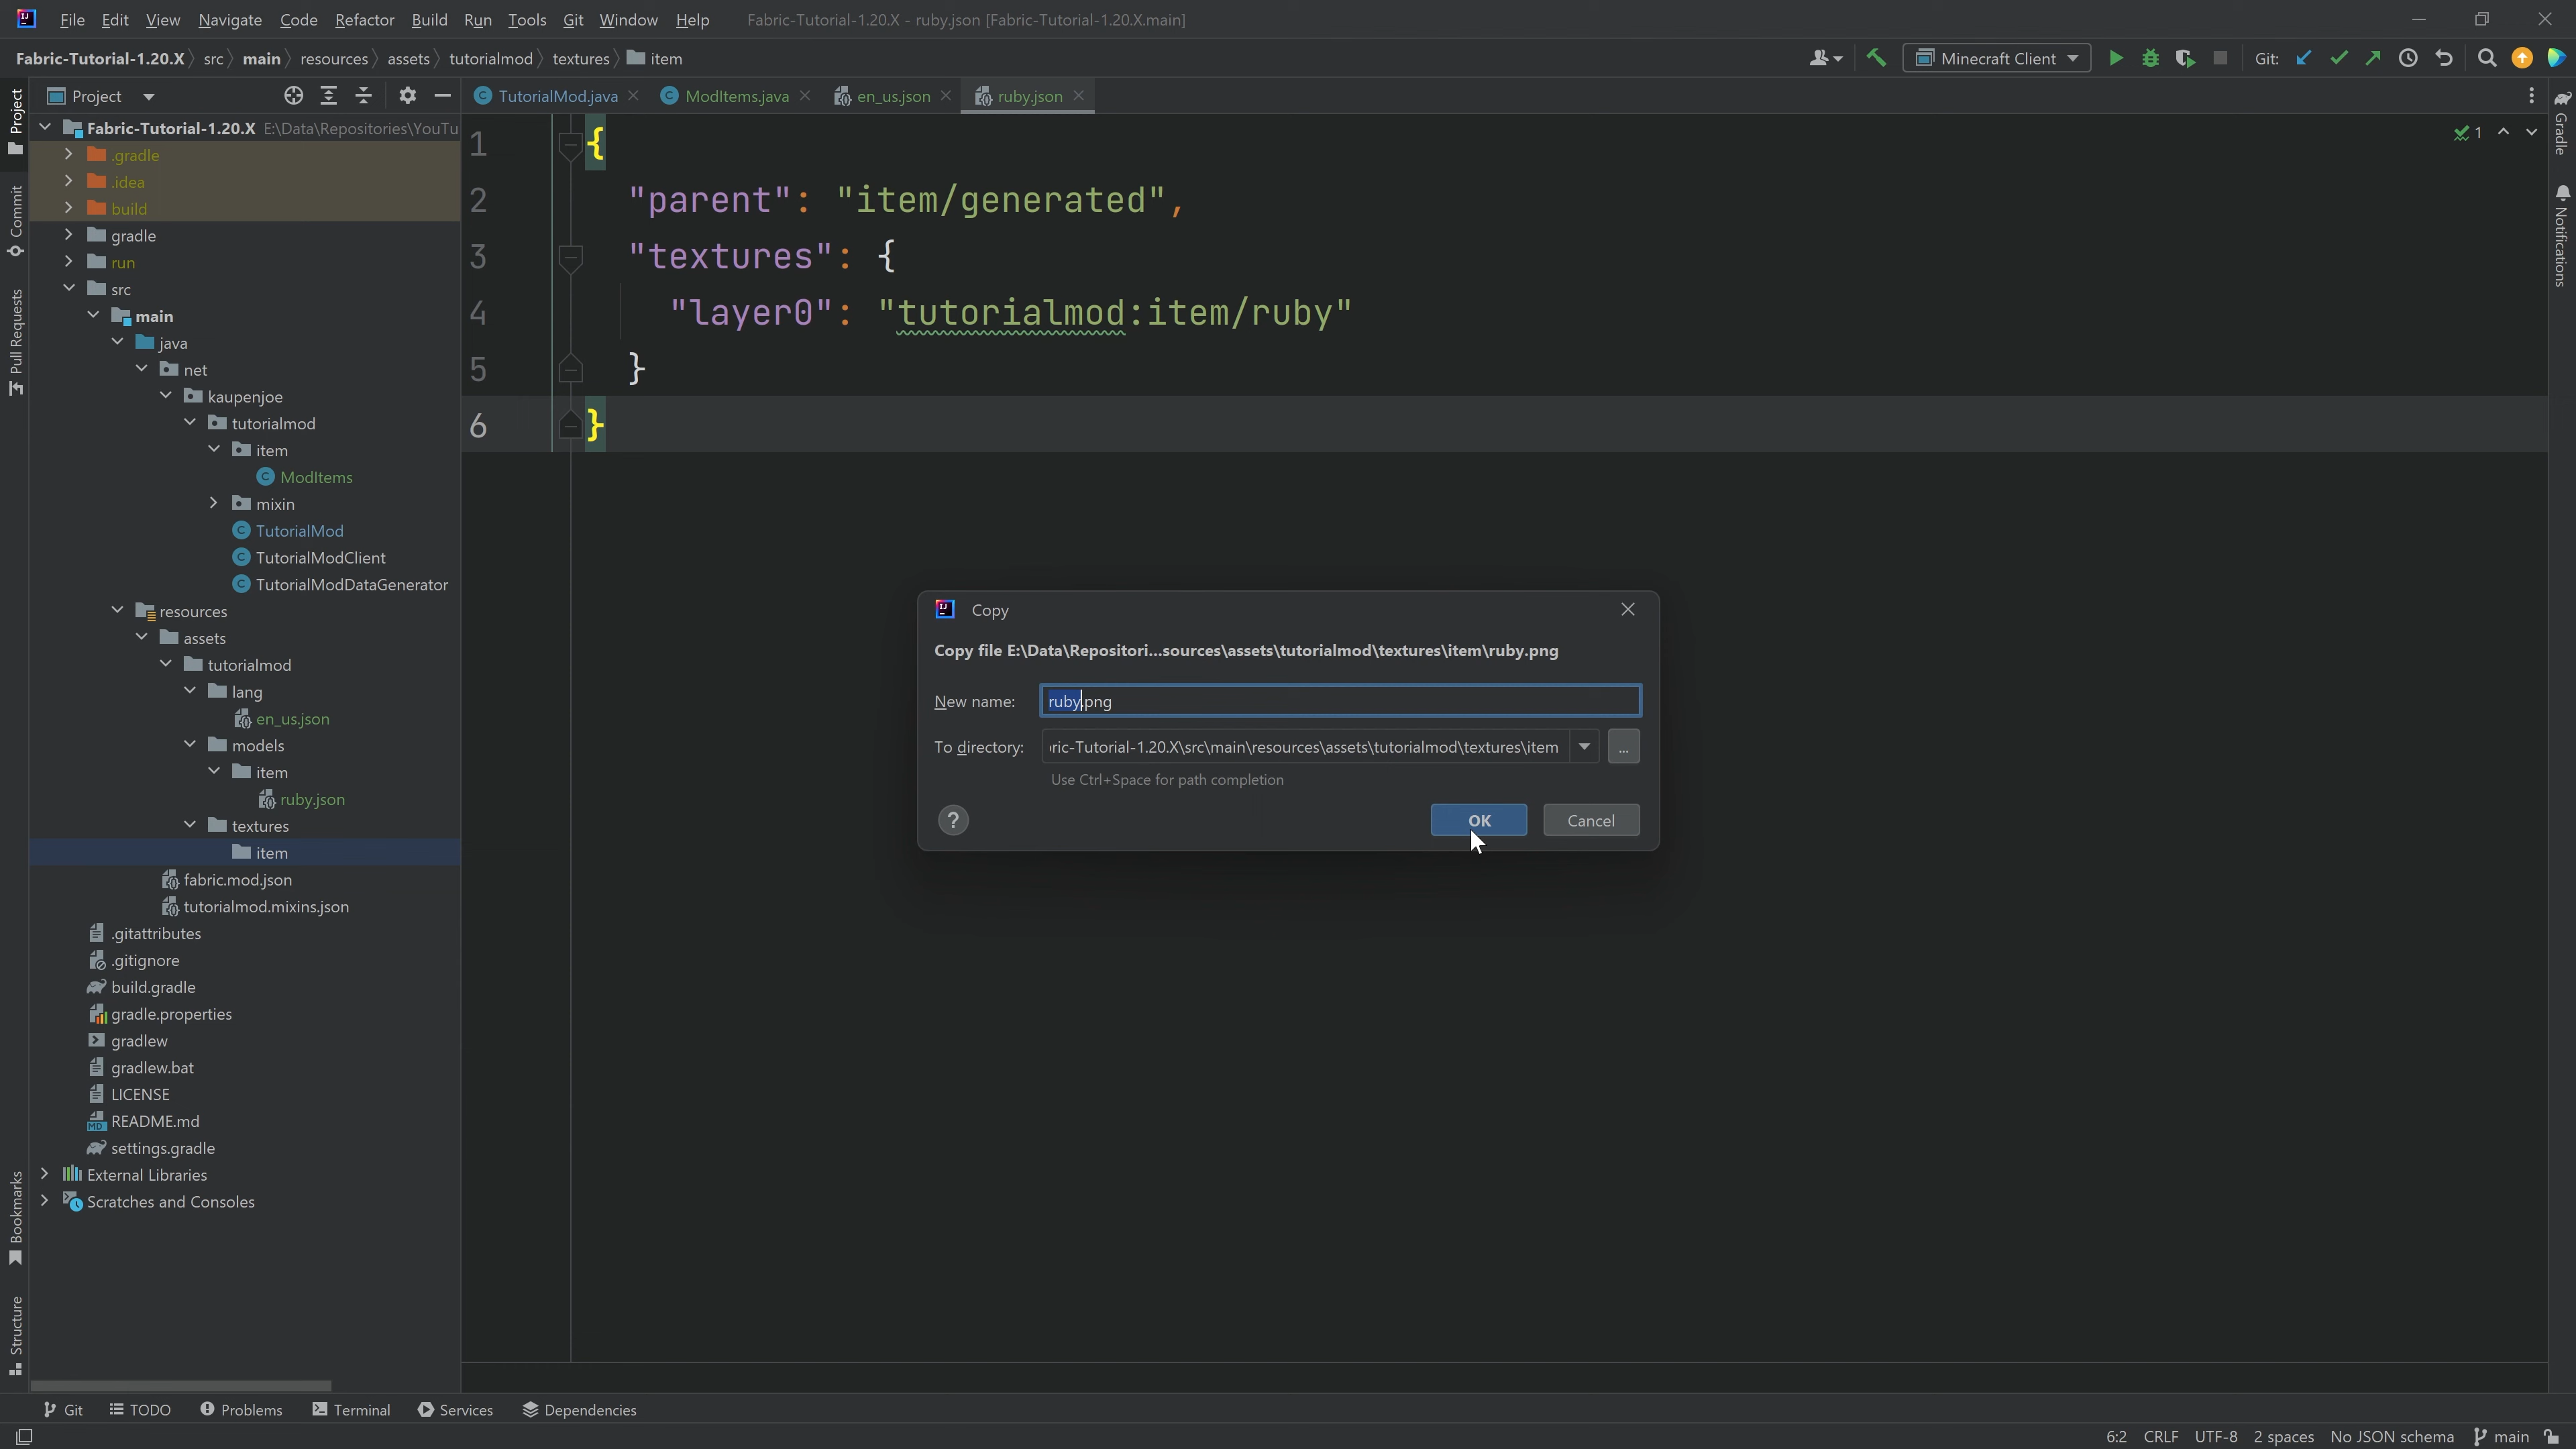 File Edit View Navigate Code Refactor Build Run Tools Git Window Help Fabric-Tutorial-1.20.X - ruby.json [Fabric-Tutorial-1.20.X.main]
Fabric-Tutorial-1.20.X src main resources assets tutorialmod textures item Minecraft Client Git:
Project TutorialMod.java ModItems.java en_us.json ruby.json
Project
Commit
Pull Requests
Bookmarks
Structure
Gradle
Notifications
Fabric-Tutorial-1.20.X E:\Data\Repositories\YouTu
.gradle
.idea
build
gradle
run
src
main
java
net
kaupenjoe
tutorialmod
item
ModItems
mixin
TutorialMod
TutorialModClient
TutorialModDataGenerator
resources
assets
tutorialmod
lang
en_us.json
models
item
ruby.json
textures
item
fabric.mod.json
tutorialmod.mixins.json
.gitattributes
.gitignore
build.gradle
gradle.properties
gradlew
gradlew.bat
LICENSE
README.md
settings.gradle
External Libraries
Scratches and Consoles
1 {
2 "parent": "item/generated",
3 "textures": {
4 "layer0": "tutorialmod:item/ruby"
5 }
6 }
1
Copy
Copy file E:\Data\Repositori...sources\assets\tutorialmod\textures\item\ruby.png
New name: ruby.png
To directory: ric-Tutorial-1.20.X\src\main\resources\assets\tutorialmod\textures\item ...
Use Ctrl+Space for path completion
? OK Cancel
Git TODO Problems Terminal Services Dependencies
6:2 CRLF UTF-8 2 spaces No JSON schema main